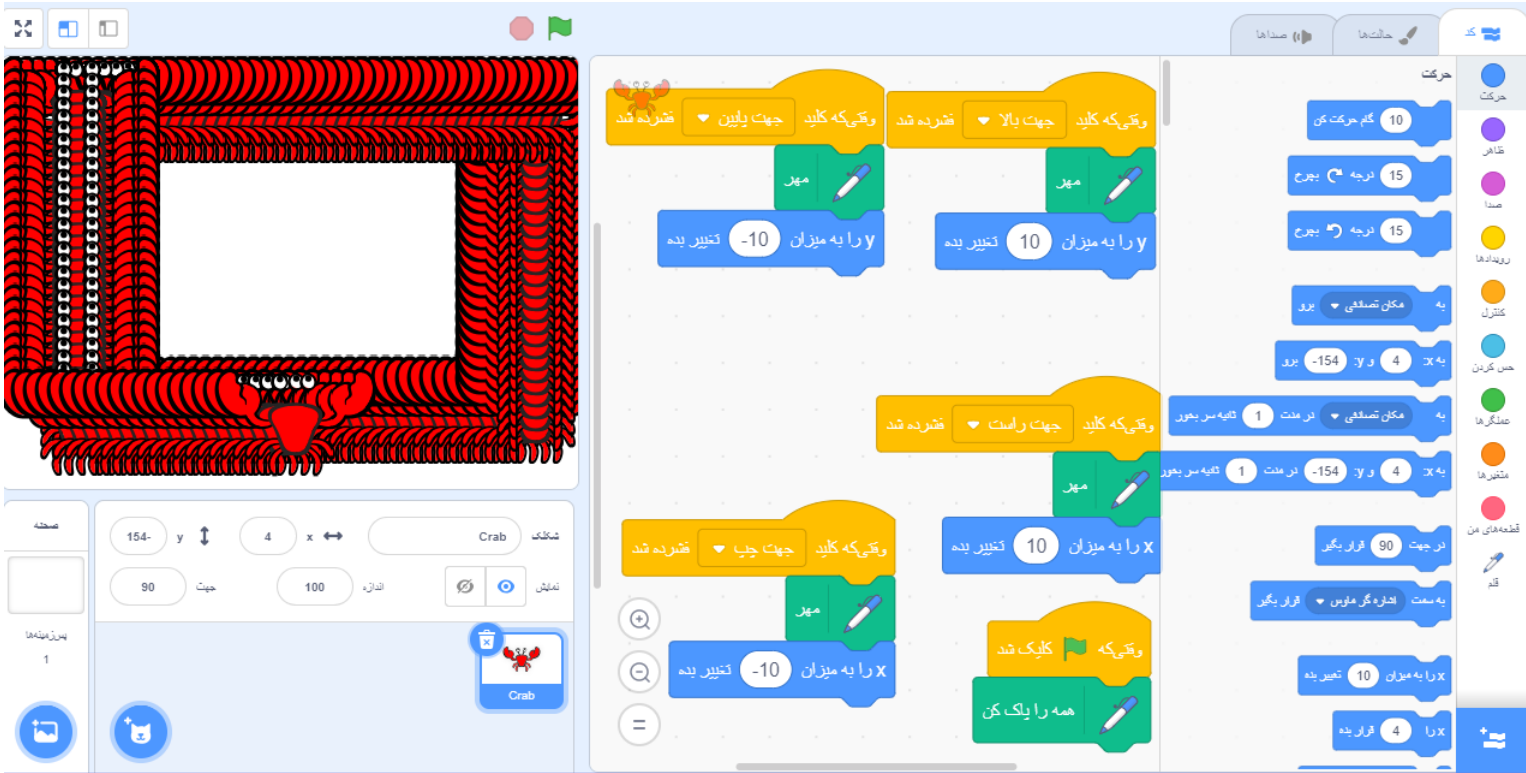 کد
حالت‌ها
صداها
حرکت
حرکت
ظاهر
صدا
رویدادها
کنترل
حس کردن
عملگرها
متغیرها
قطعه‌های من
قلم
10 گام حرکت کن
15 درجه بچرخ
15 درجه بچرخ
به مکان تصادفی برو
به x: 4 و y: -154 برو
به مکان تصادفی در مدت 1 ثانیه سر بخور
به x: 4 و y: -154 در مدت 1 ثانیه سر بخور
در جهت 90 قرار بگیر
به سمت اشاره گر ماوس قرار بگیر
x را به میزان 10 تغییر بده
x را 4 قرار بده
وقتی‌که کلید جهت بالا فشرده شد
مهر
y را به میزان 10 تغییر بده
وقتی‌که کلید جهت پایین فشرده شد
مهر
y را به میزان -10 تغییر بده
وقتی‌که کلید جهت راست فشرده شد
مهر
x را به میزان 10 تغییر بده
وقتی‌که کلید جهت چپ فشرده شد
مهر
x را به میزان -10 تغییر بده
وقتی‌که کلیک شد
همه را پاک کن
شکلک Crab x 4 y -154
نمایش اندازه 100 جهت 90
Crab
صحنه
پس‌زمینه‌ها
1